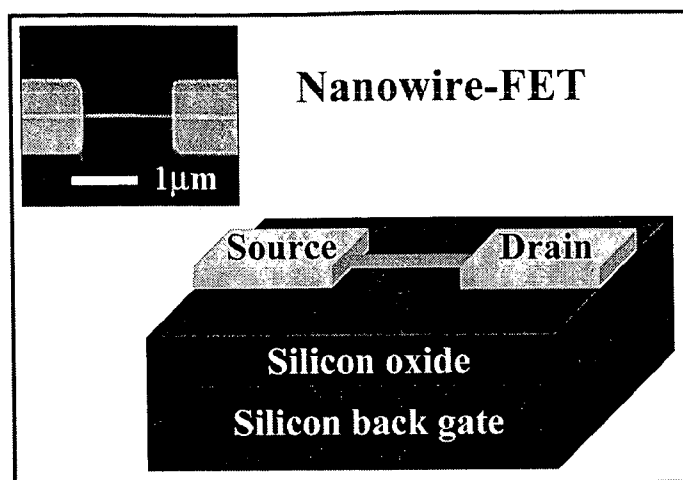 Nanowire-FET
1μm
Source
Drain
Silicon oxide
Silicon back gate